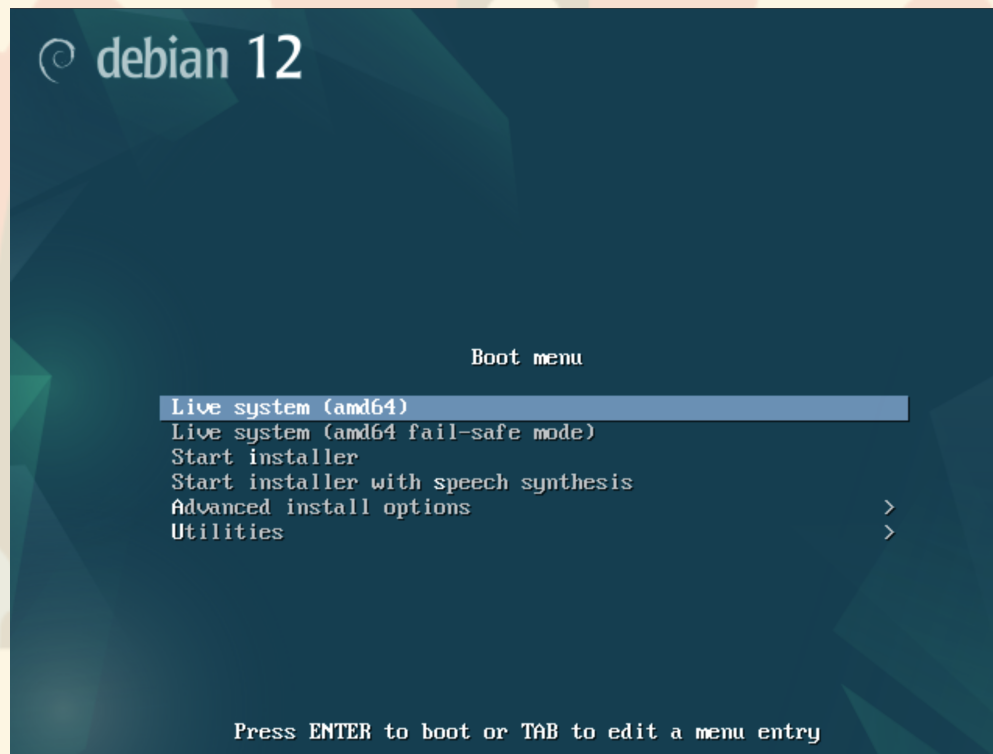 debian 12
Boot menu
Live system (amd64)
Live system (amd64 fail-safe mode)
Start installer
Start installer with speech synthesis
Advanced install options >
Utilities >
Press ENTER to boot or TAB to edit a menu entry